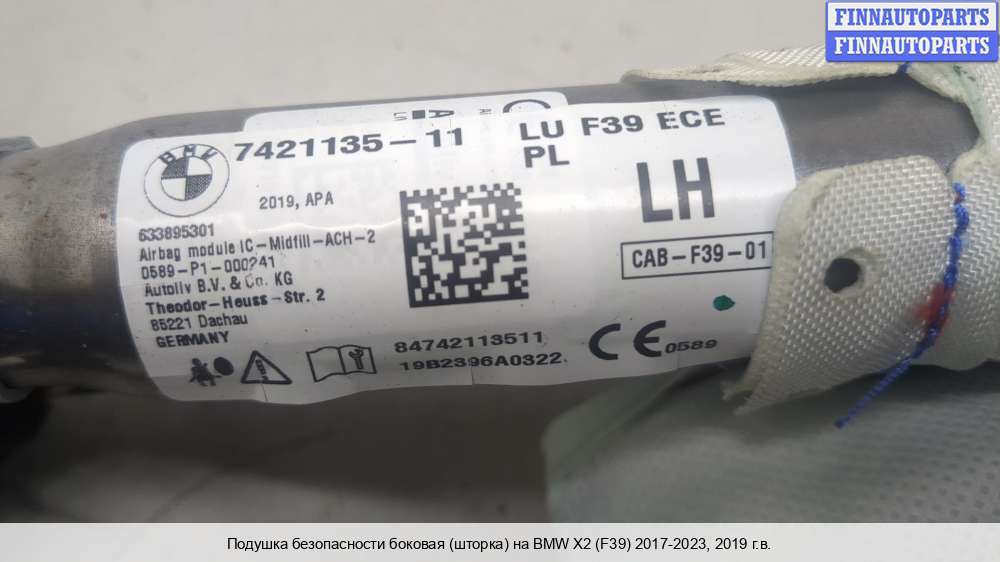 FINNAUTOPARTS
FINNAUTOPARTS
BMW
7421135-11
LU F39 ECE
PL
2019, APA
LH
633895301
Airbag module IC-Midfill-ACH-2
0589-P1-000241
Autoliv B.V. & Co. KG
Theodor-Heuss-Str. 2
85221 Dachau
GERMANY
CAB-F39-01
84742113511
19B2396A0322
CE 0589
Подушка безопасности боковая (шторка) на BMW X2 (F39) 2017-2023, 2019 г.в.